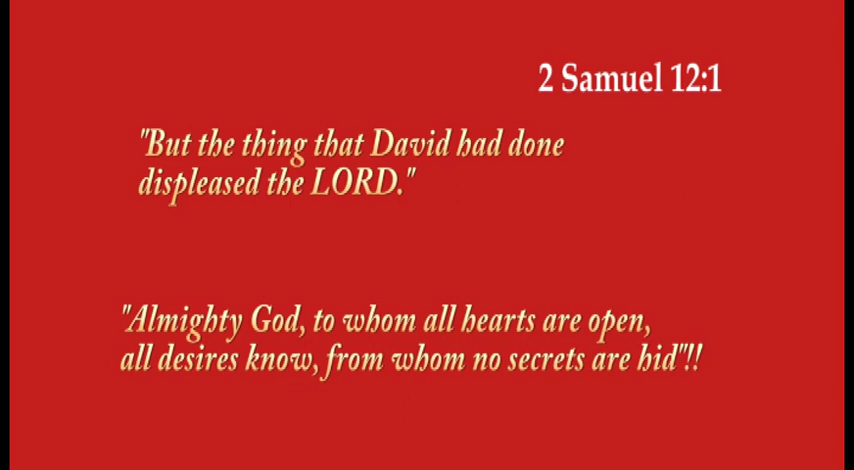 2 Samuel 12:1
"But the thing that David had done
displeased the LORD."
"Almighty God, to whom all hearts are open,
all desires know, from whom no secrets are hid"!!